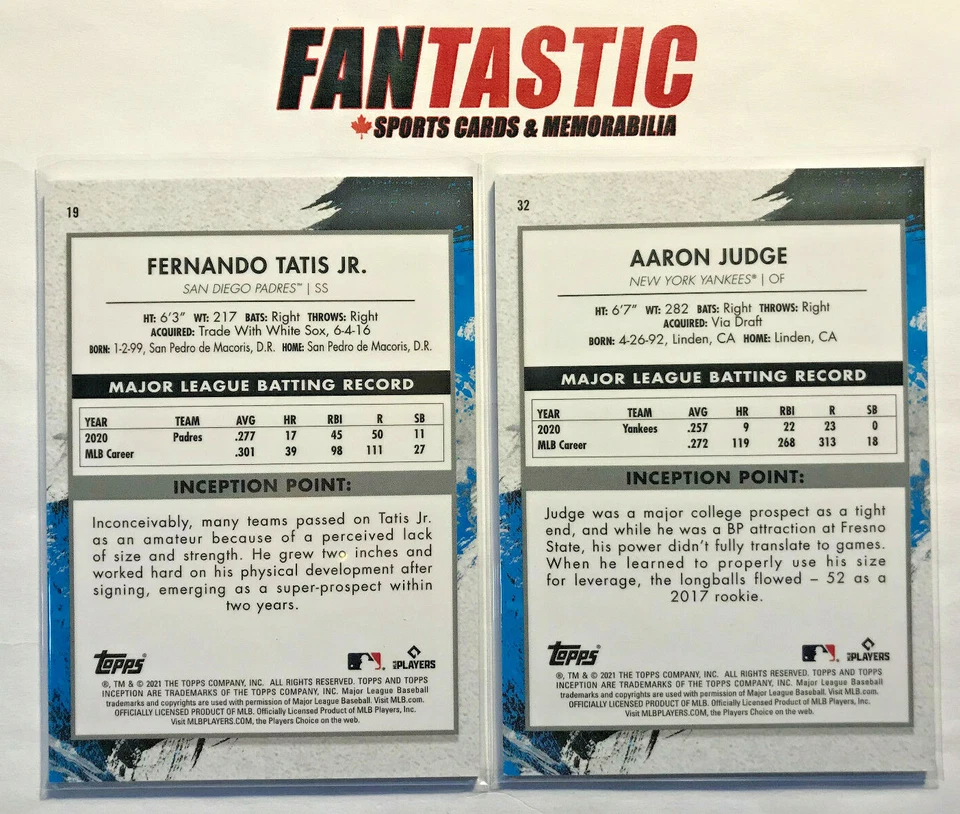 FANTASTIC
SPORTS CARDS & MEMORABILIA
19
FERNANDO TATIS JR.
SAN DIEGO PADRES™ | SS
HT: 6'3" WT: 217 BATS: Right THROWS: Right
ACQUIRED: Trade With White Sox, 6-4-16
BORN: 1-2-99, San Pedro de Macoris, D.R. HOME: San Pedro de Macoris, D.R.
MAJOR LEAGUE BATTING RECORD
YEAR TEAM AVG HR RBI R SB
2020 Padres .277 17 45 50 11
MLB Career .301 39 98 111 27
INCEPTION POINT:
Inconceivably, many teams passed on Tatis Jr.
as an amateur because of a perceived lack
of size and strength. He grew two inches and
worked hard on his physical development after
signing, emerging as a super-prospect within
two years.
Topps
MLB PLAYERS
®, TM & © 2021 THE TOPPS COMPANY, INC. ALL RIGHTS RESERVED. TOPPS AND TOPPS
INCEPTION ARE TRADEMARKS OF THE TOPPS COMPANY, INC. Major League Baseball
trademarks and copyrights are used with permission of Major League Baseball. Visit MLB.com.
OFFICIALLY LICENSED PRODUCT OF MLB. Officially Licensed Product of MLB Players, Inc.
Visit MLBPLAYERS.COM, the Players Choice on the web.
32
AARON JUDGE
NEW YORK YANKEES® | OF
HT: 6'7" WT: 282 BATS: Right THROWS: Right
ACQUIRED: Via Draft
BORN: 4-26-92, Linden, CA HOME: Linden, CA
MAJOR LEAGUE BATTING RECORD
YEAR TEAM AVG HR RBI R SB
2020 Yankees .257 9 22 23 0
MLB Career .272 119 268 313 18
INCEPTION POINT:
Judge was a major college prospect as a tight
end, and while he was a BP attraction at Fresno
State, his power didn't fully translate to games.
When he learned to properly use his size
for leverage, the longballs flowed – 52 as a
2017 rookie.
Topps
MLB PLAYERS
®, TM & © 2021 THE TOPPS COMPANY, INC. ALL RIGHTS RESERVED. TOPPS AND TOPPS
INCEPTION ARE TRADEMARKS OF THE TOPPS COMPANY, INC. Major League Baseball
trademarks and copyrights are used with permission of Major League Baseball. Visit MLB.com.
OFFICIALLY LICENSED PRODUCT OF MLB. Officially Licensed Product of MLB Players, Inc.
Visit MLBPLAYERS.COM, the Players Choice on the web.